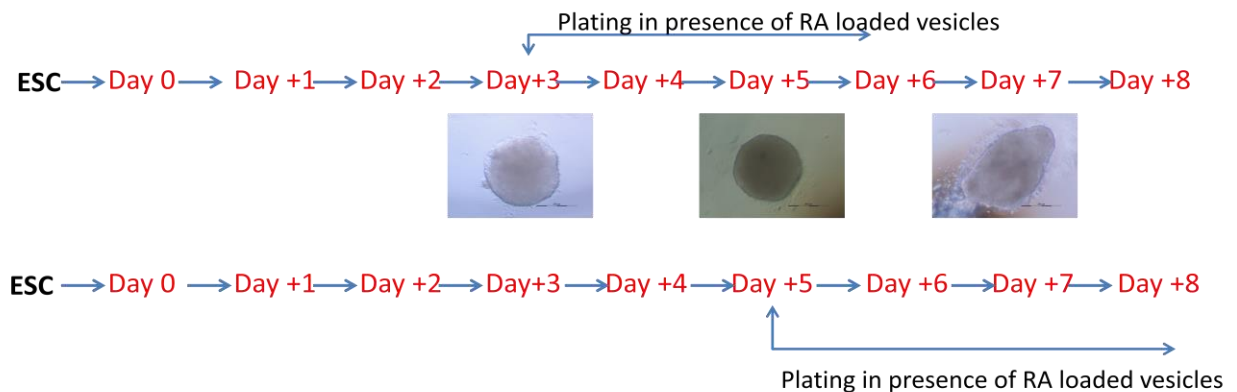 Plating in presence of RA loaded vesicles
ESC Day 0 Day +1 Day +2 Day+3 Day +4 Day +5 Day +6 Day +7 Day +8
ESC Day 0 Day +1 Day +2 Day+3 Day +4 Day +5 Day +6 Day +7 Day +8
Plating in presence of RA loaded vesicles